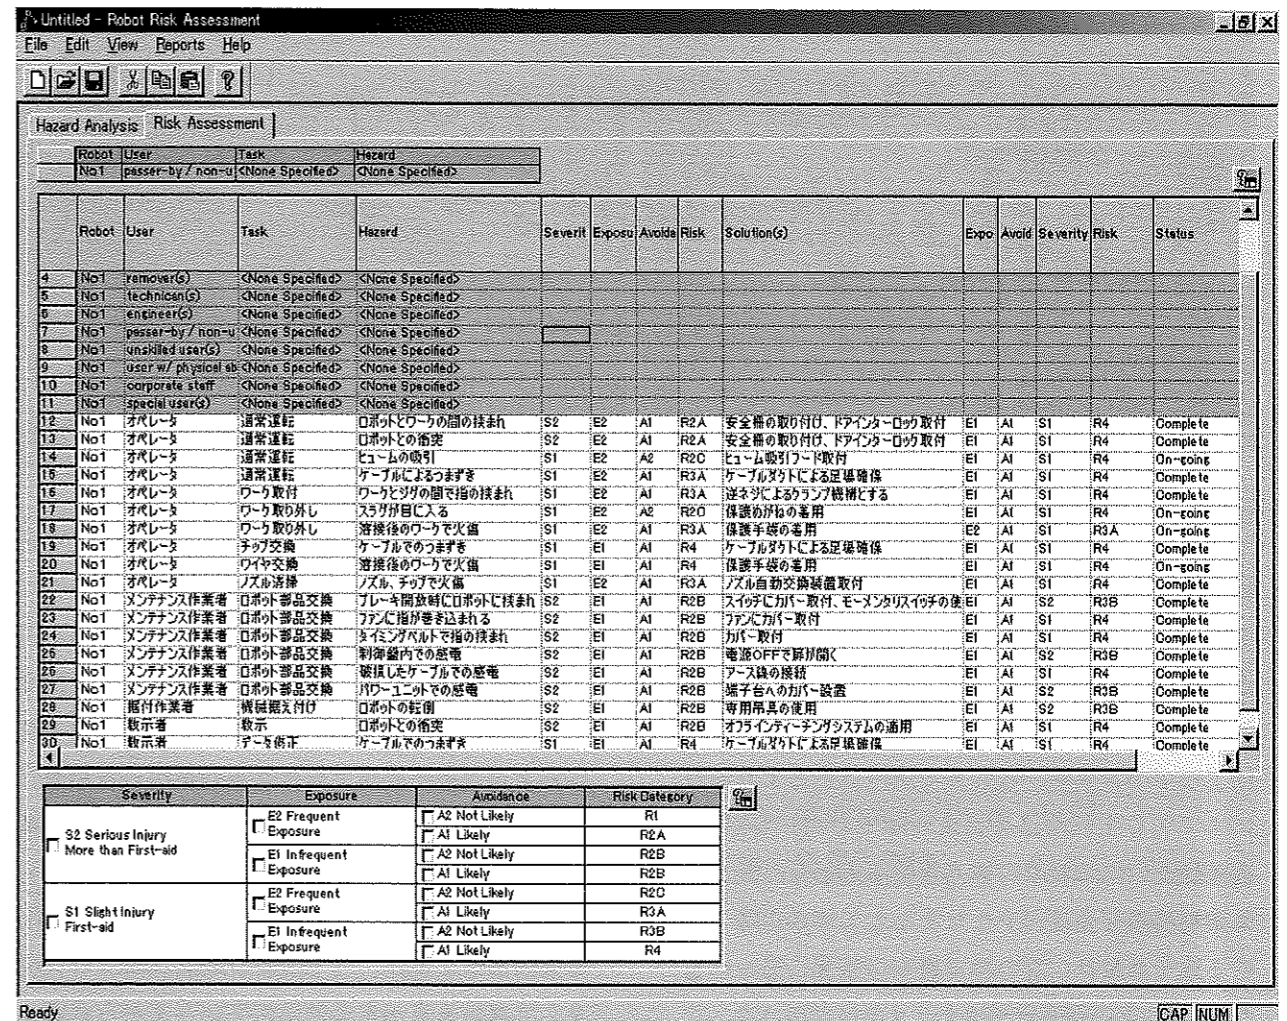 Untitled - Robot Risk Assessment
File Edit View Reports Help
Hazard Analysis Risk Assessment
Robot User Task Hazard
No1 passer-by / non-u <None Specified> <None Specified>
Robot User Task Hazard Severit Exposu Avoida Risk Solution(s) Expo Avoid Severity Risk Status
4 No1 remover(s) <None Specified> <None Specified>
5 No1 technican(s) <None Specified> <None Specified>
6 No1 engineer(s) <None Specified> <None Specified>
7 No1 passer-by / non-u <None Specified> <None Specified>
8 No1 unskilled user(s) <None Specified> <None Specified>
9 No1 user w/ physical ab <None Specified> <None Specified>
10 No1 corporate staff <None Specified> <None Specified>
11 No1 special user(s) <None Specified> <None Specified>
12 No1 オペレータ 通常運転 ロボットとワークの間の挟まれ S2 E2 A1 R2A 安全柵の取り付け、ドアインターロック取付 E1 A1 S1 R4 Complete
13 No1 オペレータ 通常運転 ロボットとの衝突 S2 E2 A1 R2A 安全柵の取り付け、ドアインターロック取付 E1 A1 S1 R4 Complete
14 No1 オペレータ 通常運転 ヒュームの吸引 S1 E2 A2 R2C ヒューム吸引フード取付 E1 A1 S1 R4 On-going
15 No1 オペレータ 通常運転 ケーブルによるつまずき S1 E2 A1 R3A ケーブルダクトによる足場確保 E1 A1 S1 R4 Complete
16 No1 オペレータ ワーク取付 ワークとジグの間で指の挟まれ S1 E2 A1 R3A 逆ネジによるクランプ機構とする E1 A1 S1 R4 Complete
17 No1 オペレータ ワーク取り外し スラグが目に入る S1 E2 A2 R2C 保護めがねの着用 E1 A1 S1 R4 On-going
18 No1 オペレータ ワーク取り外し 溶接後のワークで火傷 S1 E2 A1 R3A 保護手袋の着用 E2 A1 S1 R3A On-going
19 No1 オペレータ チップ交換 ケーブルでのつまずき S1 E1 A1 R4 ケーブルダクトによる足場確保 E1 A1 S1 R4 Complete
20 No1 オペレータ ワイヤ交換 溶接後のワークで火傷 S1 E1 A1 R4 保護手袋の着用 E1 A1 S1 R4 On-going
21 No1 オペレータ ノズル清掃 ノズル、チップで火傷 S1 E2 A1 R3A ノズル自動交換装置取付 E1 A1 S1 R4 Complete
22 No1 メンテナンス作業者 ロボット部品交換 ブレーキ開放時にロボットに挟まれ S2 E1 A1 R2B スイッチにカバー取付、モーメンタリスイッチの使 E1 A1 S2 R3B Complete
23 No1 メンテナンス作業者 ロボット部品交換 ファンに指が巻き込まれる S2 E1 A1 R2B ファンにカバー取付 E1 A1 S1 R4 Complete
24 No1 メンテナンス作業者 ロボット部品交換 タイミングベルトで指の挟まれ S2 E1 A1 R2B カバー取付 E1 A1 S1 R4 Complete
25 No1 メンテナンス作業者 ロボット部品交換 制御盤内での感電 S2 E1 A1 R2B 電源OFFで扉が開く E1 A1 S2 R3B Complete
26 No1 メンテナンス作業者 ロボット部品交換 破損したケーブルでの感電 S2 E1 A1 R2B アース線の接続 E1 A1 S1 R4 Complete
27 No1 メンテナンス作業者 ロボット部品交換 パワーユニットでの感電 S2 E1 A1 R2B 端子台へのカバー設置 E1 A1 S2 R3B Complete
28 No1 据付作業者 機械据え付け ロボットの転倒 S2 E1 A1 R2B 専用吊具の使用 E1 A1 S2 R3B Complete
29 No1 教示者 教示 ロボットとの衝突 S2 E1 A1 R2B オフラインティーチングシステムの適用 E1 A1 S1 R4 Complete
30 No1 教示者 データ修正 ケーブルでのつまずき S1 E1 A1 R4 ケーブルダクトによる足場確保 E1 A1 S1 R4 Complete
Severity Exposure Avoidance Risk Category
S2 Serious Injury
More than First-aid
E2 Frequent
Exposure
A2 Not Likely R1
A1 Likely R2A
E1 Infrequent
Exposure
A2 Not Likely R2B
A1 Likely R2B
S1 Slight Injury
First-aid
E2 Frequent
Exposure
A2 Not Likely R2C
A1 Likely R3A
E1 Infrequent
Exposure
A2 Not Likely R3B
A1 Likely R4
Ready CAP NUM